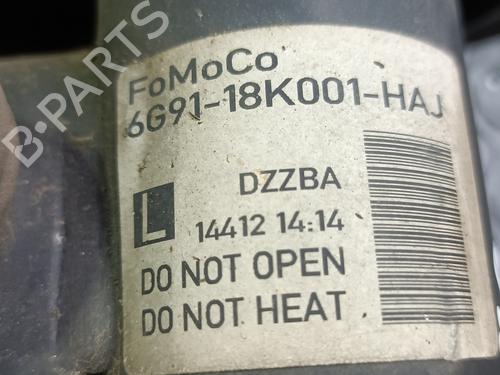 B-PARTS
FoMoCo
6G91-18K001-HAJ
L
DZZBA
14412 14:14
DO NOT OPEN
DO NOT HEAT